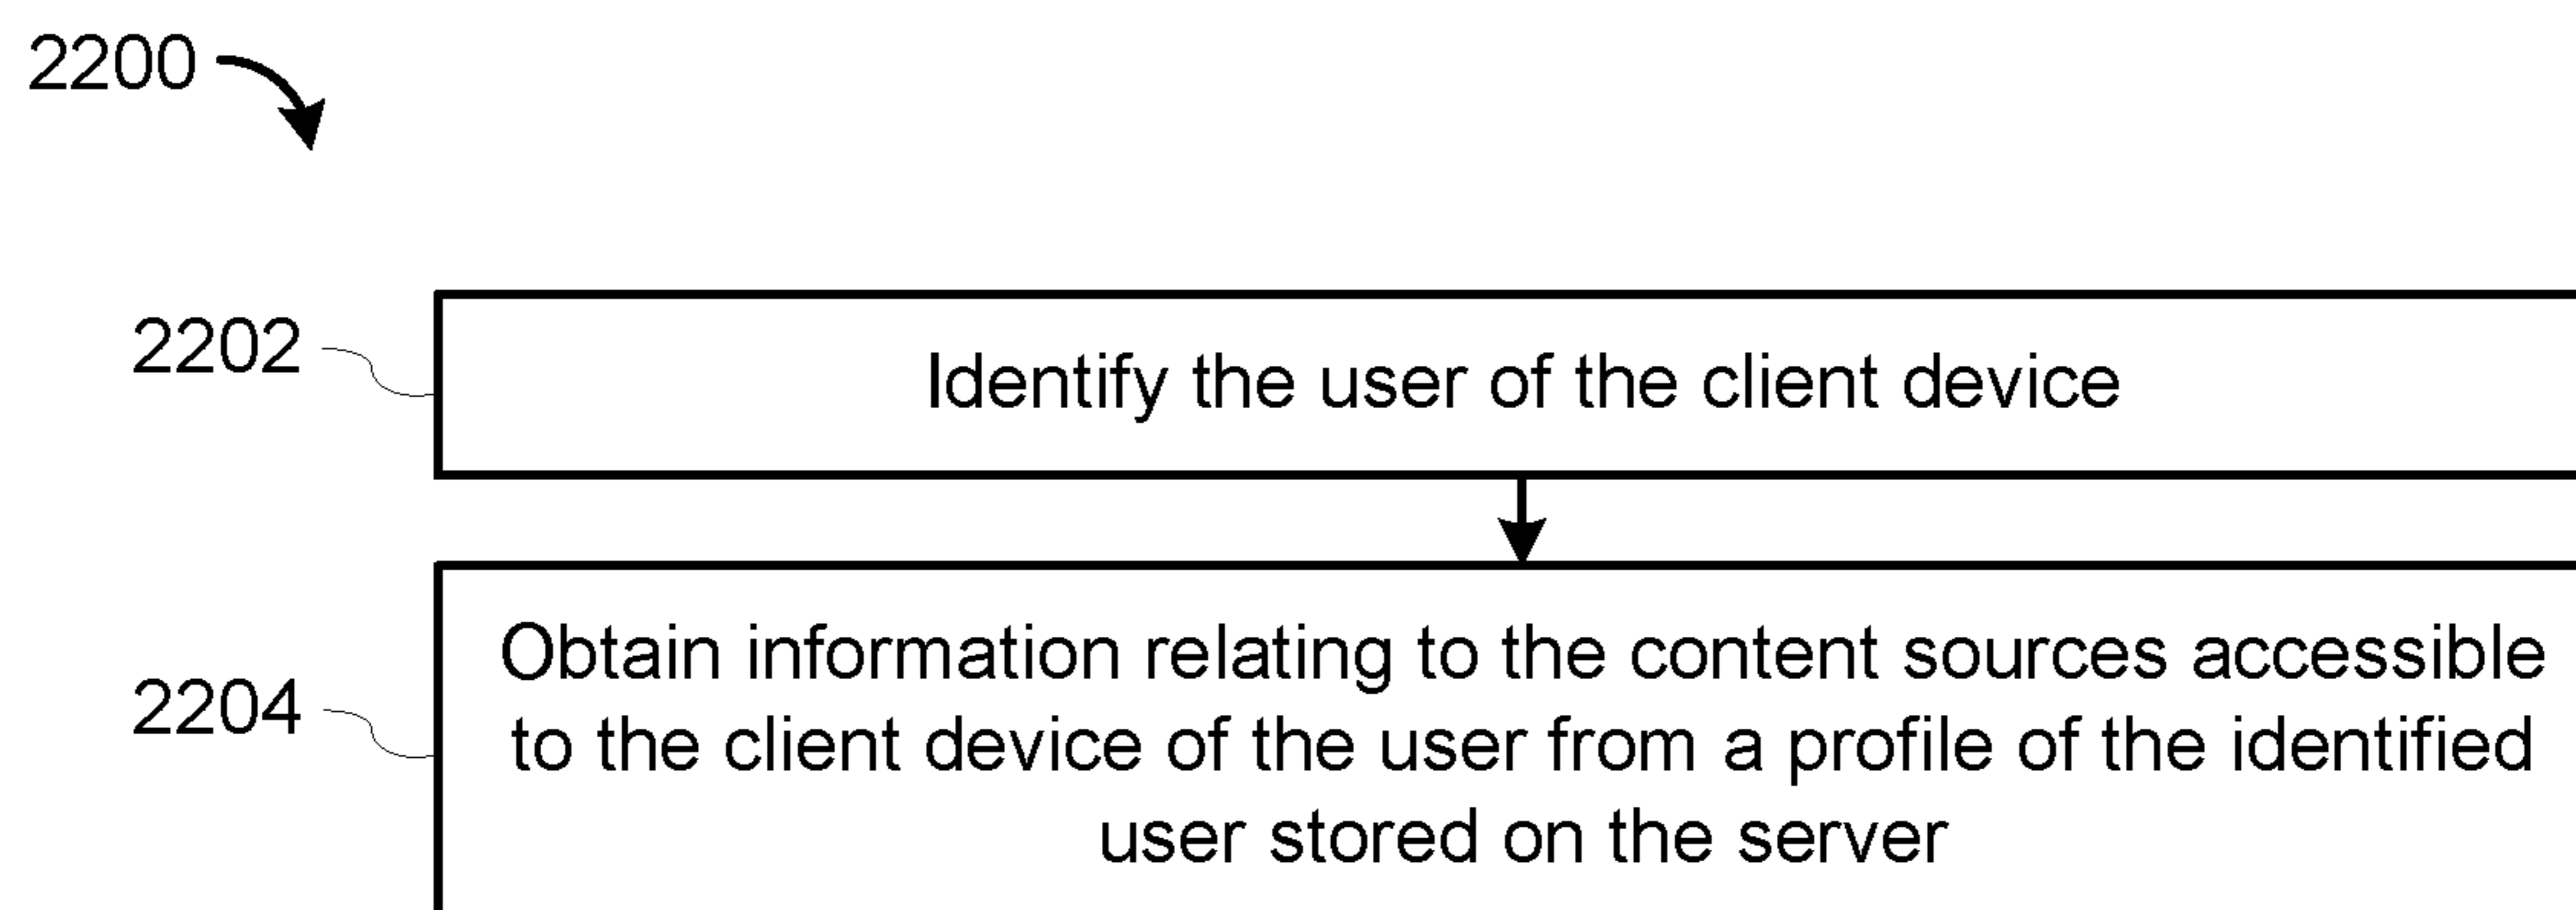 2200
2202
Identify the user of the client device
2204
Obtain information relating to the content sources accessible
to the client device of the user from a profile of the identified
user stored on the server